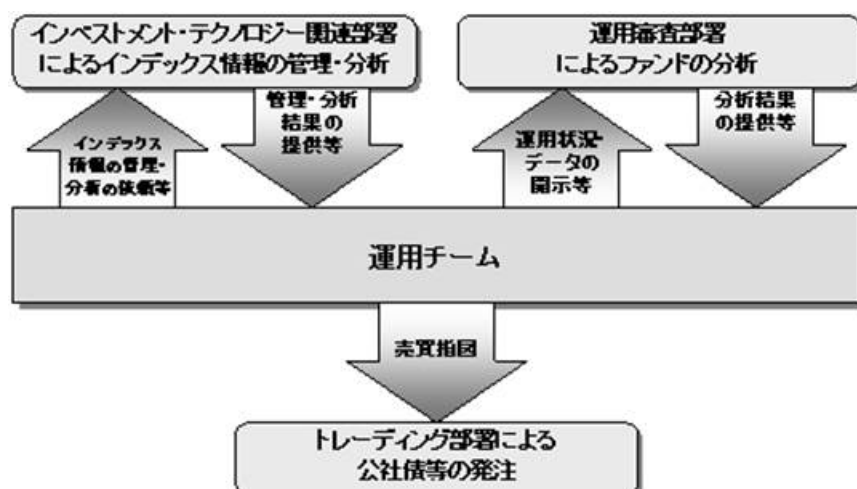 インベストメント・テクノロジー関連部署
によるインデックス情報の管理・分析
運用審査部署
によるファンドの分析
インデックス
情報の管理・
分析の依頼等
管理・分析
結果の
提供等
運用状況・
データの
開示等
分析結果
の提供等
運用チーム
売買指図
トレーディング部署による
公社債等の発注